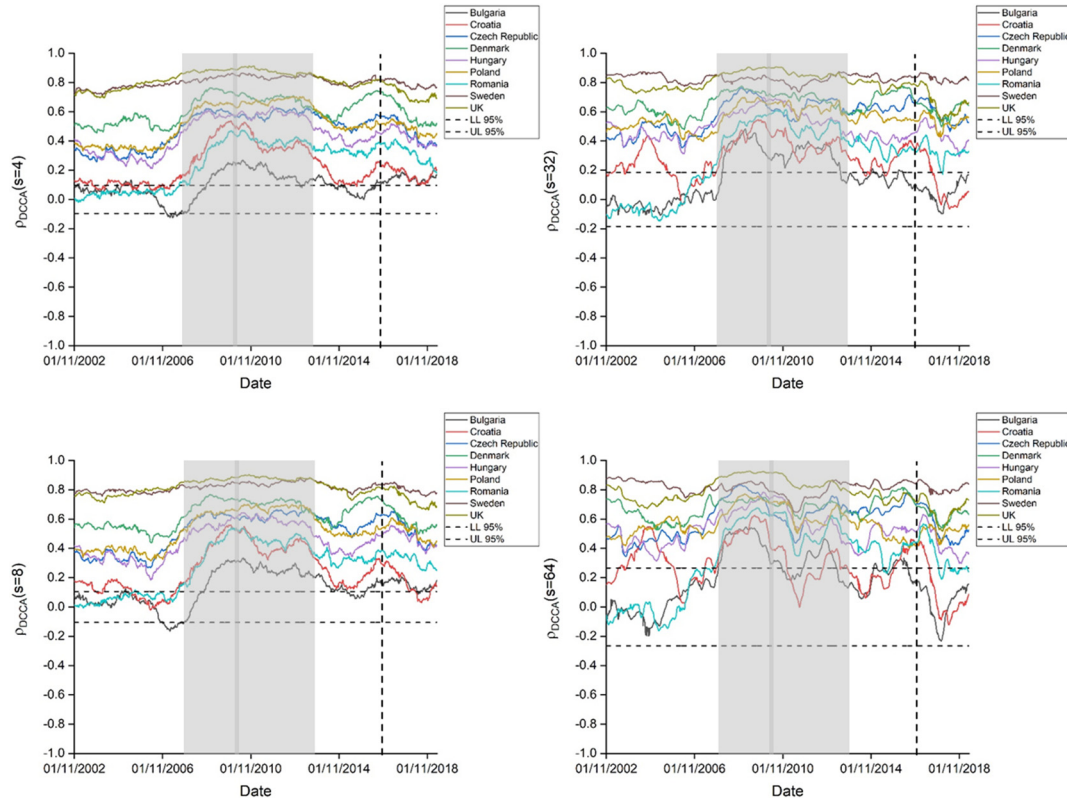 Bulgaria
Croatia
Czech Republic
Denmark
Hungary
Poland
Romania
Sweden
UK
LL 95%
UL 95%
1.0
0.8
0.6
0.4
0.2
0.0
-0.2
-0.4
-0.6
-0.8
-1.0
ρDCCA(s=4)
01/11/2002 01/11/2006 01/11/2010 01/11/2014 01/11/2018
Date
Bulgaria
Croatia
Czech Republic
Denmark
Hungary
Poland
Romania
Sweden
UK
LL 95%
UL 95%
1.0
0.8
0.6
0.4
0.2
0.0
-0.2
-0.4
-0.6
-0.8
-1.0
ρDCCA(s=32)
01/11/2002 01/11/2006 01/11/2010 01/11/2014 01/11/2018
Date
Bulgaria
Croatia
Czech Republic
Denmark
Hungary
Poland
Romania
Sweden
UK
LL 95%
UL 95%
1.0
0.8
0.6
0.4
0.2
0.0
-0.2
-0.4
-0.6
-0.8
-1.0
ρDCCA(s=8)
01/11/2002 01/11/2006 01/11/2010 01/11/2014 01/11/2018
Date
Bulgaria
Croatia
Czech Republic
Denmark
Hungary
Poland
Romania
Sweden
UK
LL 95%
UL 95%
1.0
0.8
0.6
0.4
0.2
0.0
-0.2
-0.4
-0.6
-0.8
-1.0
ρDCCA(s=64)
01/11/2002 01/11/2006 01/11/2010 01/11/2014 01/11/2018
Date